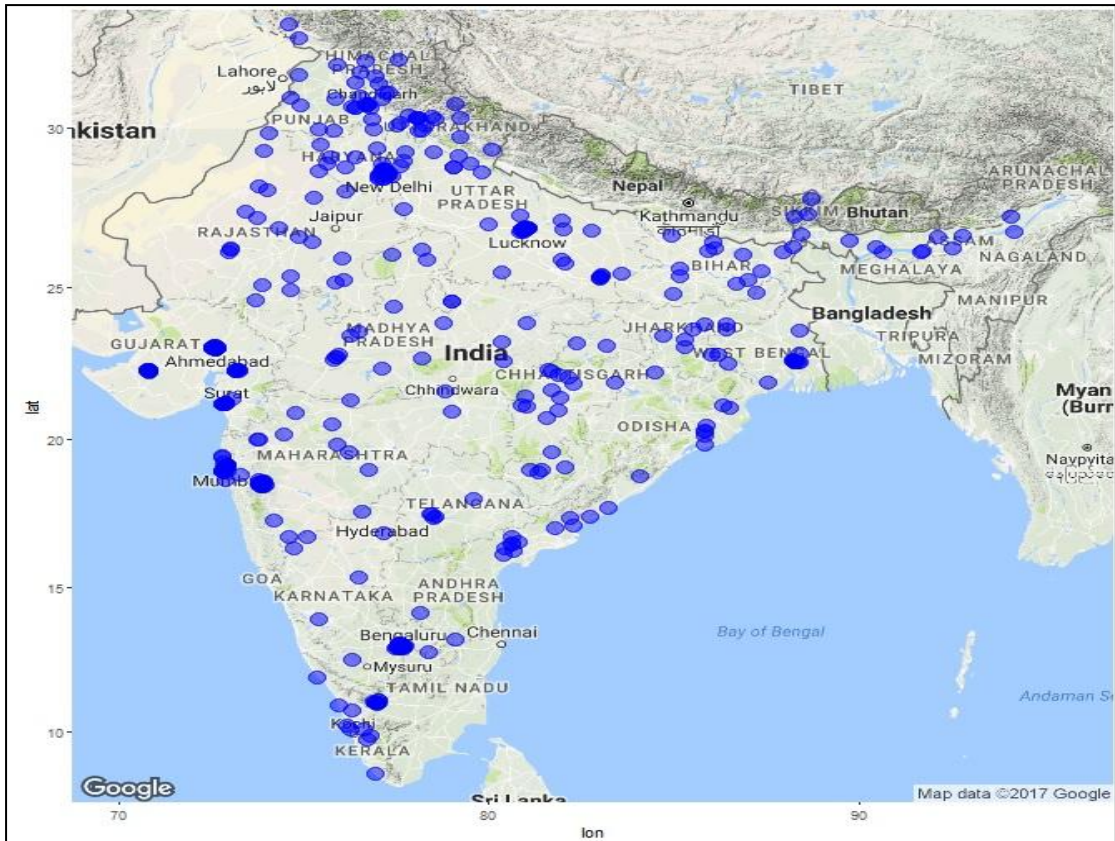 HIMACHAL
PRADESH
Lahore
لاہور
Chandigarh
TIBET
PUNJAB
30
kistan
HARYANA
ARUNACHAL
PRADESH
New Delhi
Nepal
UTTAR
PRADESH
Kathmandu
SIKKIM
Bhutan
Jaipur
RAJASTHAN
Lucknow
ASSAM
NAGALAND
BIHAR
MEGHALAYA
25
MANIPUR
Bangladesh
JHARKHAND
MADHYA
PRADESH
GUJARAT
TRIPURA
India
WEST BENGAL
Ahmedabad
MIZORAM
CHHATTISGARH
Chhindwara
Surat
Myan
(Burr
lat
ODISHA
20
MAHARASHTRA
Naypyita
Mumb
TELANGANA
Hyderabad
GOA
15
KARNATAKA
ANDHRA
PRADESH
Bengaluru
Chennai
Bay of Bengal
Mysuru
TAMIL NADU
Andaman Se
Kochi
10
KERALA
Google
Sri Lanka
Map data ©2017 Google
70
80
90
lon